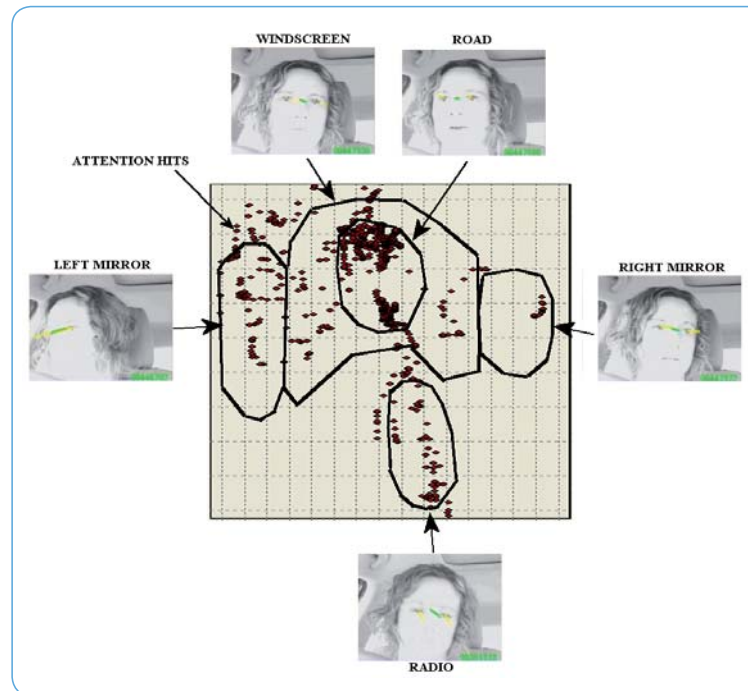 WINDSCREEN
ROAD
ATTENTION HITS
LEFT MIRROR
RIGHT MIRROR
RADIO